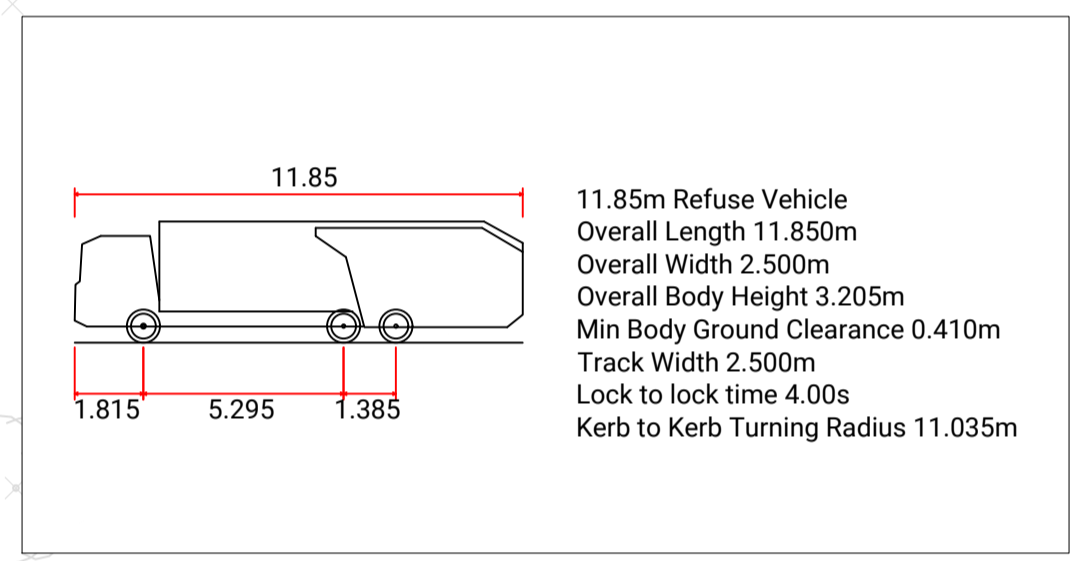 11.85
11.85m Refuse Vehicle
Overall Length 11.850m
Overall Width 2.500m
Overall Body Height 3.205m
Min Body Ground Clearance 0.410m
Track Width 2.500m
Lock to lock time 4.00s
Kerb to Kerb Turning Radius 11.035m
1.815 5.295 1.385